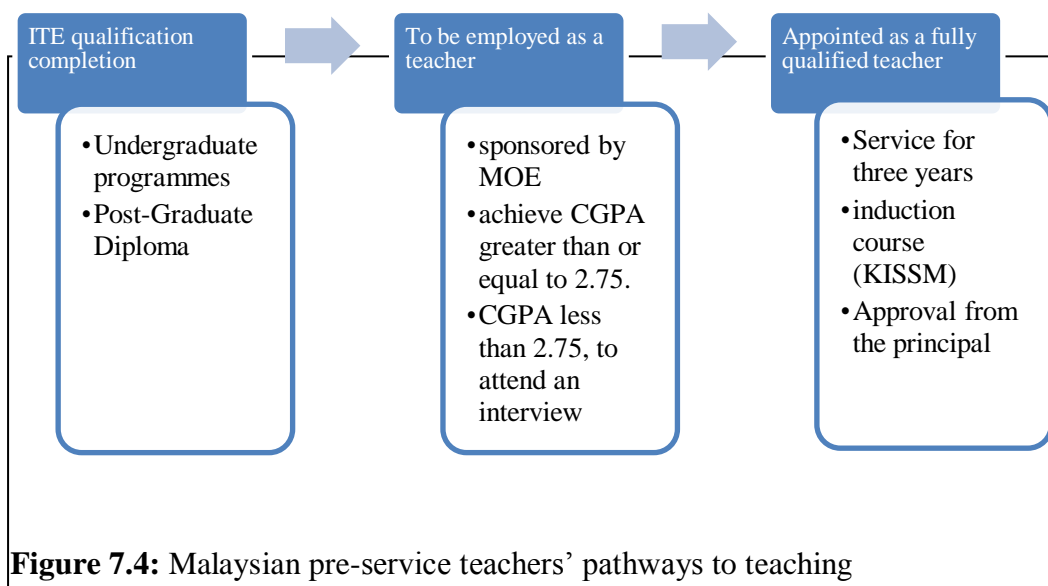 ITE qualification
completion
•Undergraduate
programmes
•Post-Graduate
Diploma
To be employed as a
teacher
•sponsored by
MOE
•achieve CGPA
greater than or
equal to 2.75.
•CGPA less
than 2.75, to
attend an
interview
Appointed as a fully
qualified teacher
•Service for
three years
•induction
course
(KISSM)
•Approval from
the principal
Figure 7.4: Malaysian pre-service teachers’ pathways to teaching